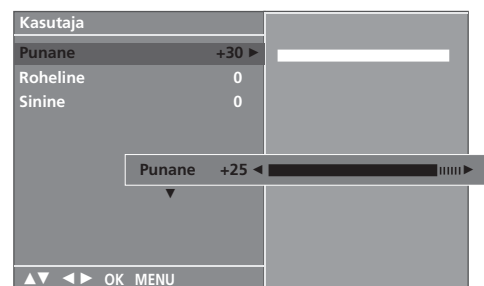 Kasutaja
Punane +30 ►
Roheline 0
Sinine 0
Punane +25 ◄ ►
▼
▲▼ ◄► OK MENU